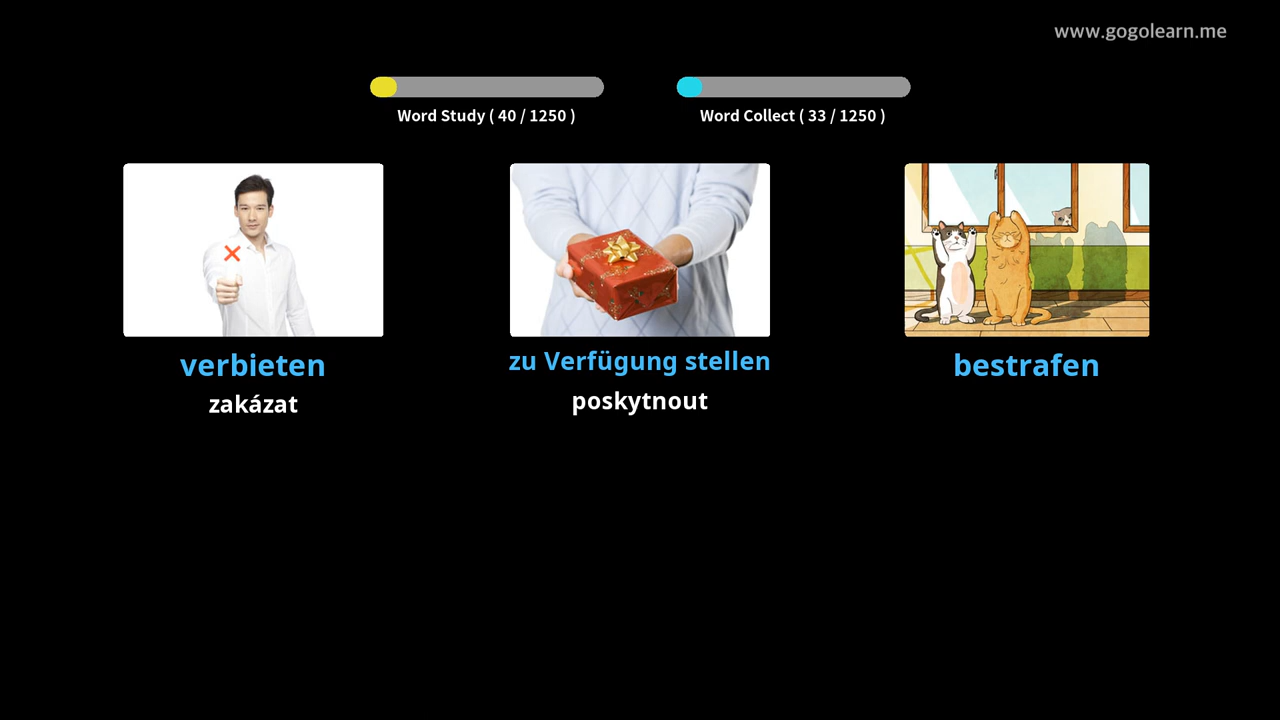 www.gogolearn.me
Word Study ( 40 / 1250 )
Word Collect ( 33 / 1250 )
verbieten
zakázat
zu Verfügung stellen
poskytnout
bestrafen